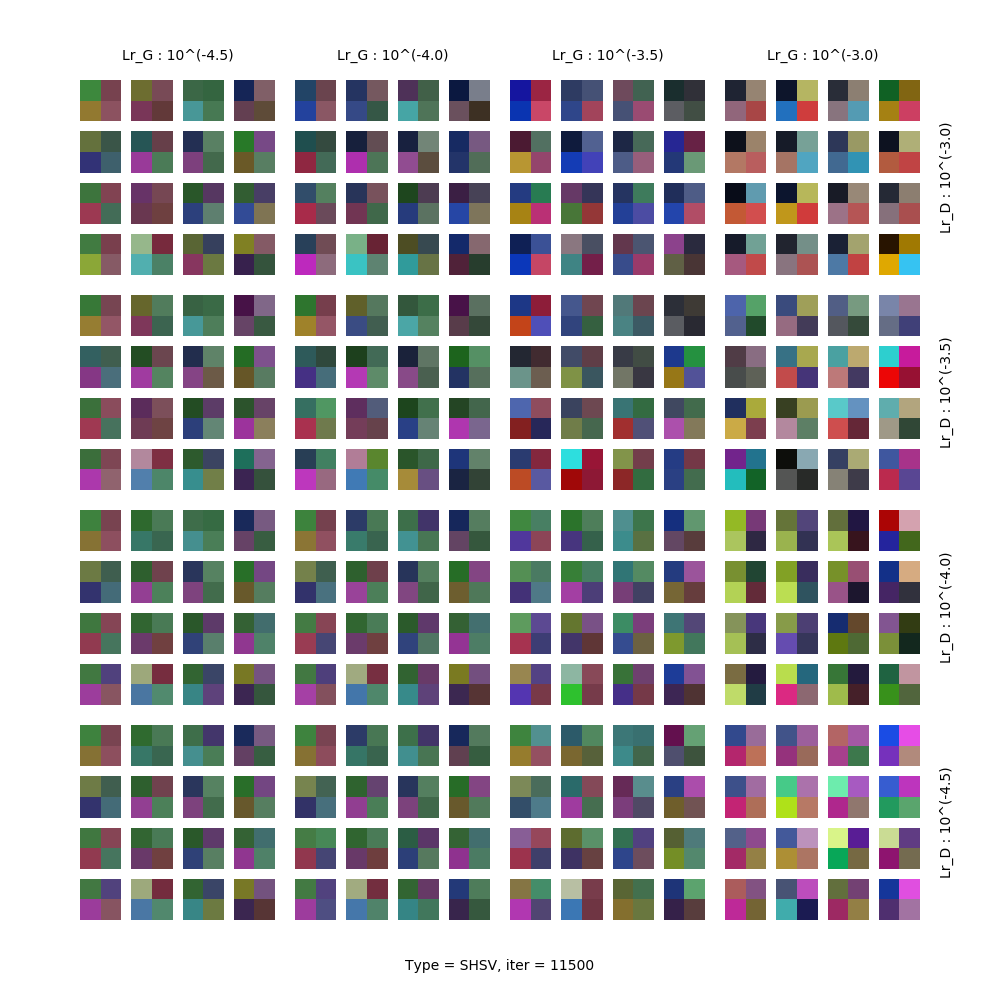 Lr_G : 10^(-4.5)
Lr_G : 10^(-4.0)
Lr_G : 10^(-3.5)
Lr_G : 10^(-3.0)
Lr_D : 10^(-3.0)
Lr_D : 10^(-3.5)
Lr_D : 10^(-4.0)
Lr_D : 10^(-4.5)
Type = SHSV, iter = 11500